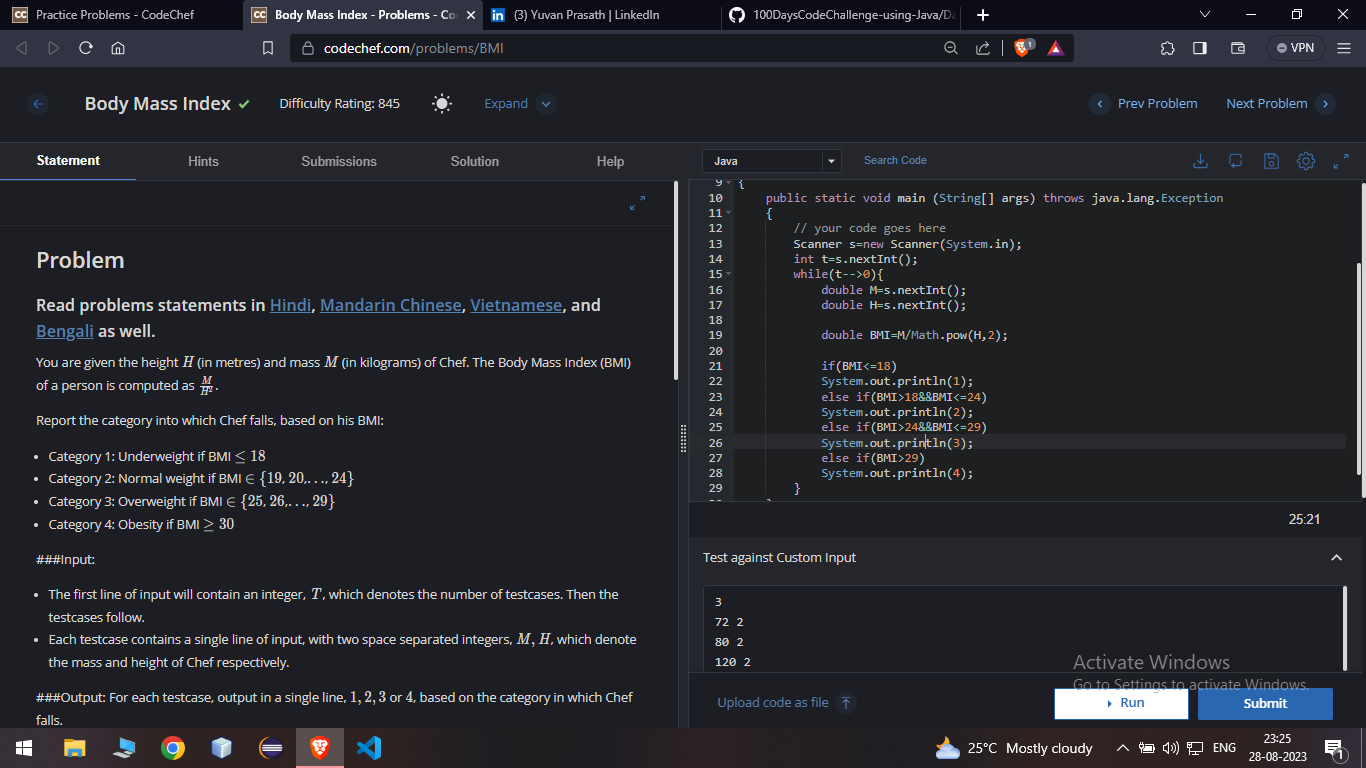 Practice Problems - CodeChef
Body Mass Index - Problems - Co
(3) Yuvan Prasath | LinkedIn
100DaysCodeChallenge-using-Java/Da
codechef.com/problems/BMI
1
VPN
Body Mass Index
Difficulty Rating: 845
Expand
Prev Problem
Next Problem
Statement
Hints
Submissions
Solution
Help
Java
Search Code
Problem
Read problems statements in Hindi, Mandarin Chinese, Vietnamese, and
Bengali as well.
You are given the height H (in metres) and mass M (in kilograms) of Chef. The Body Mass Index (BMI)
of a person is computed as M/H².
Report the category into which Chef falls, based on his BMI:
• Category 1: Underweight if BMI ≤ 18
• Category 2: Normal weight if BMI ∈ {19, 20,..., 24}
• Category 3: Overweight if BMI ∈ {25, 26,..., 29}
• Category 4: Obesity if BMI ≥ 30
###Input:
• The first line of input will contain an integer, T, which denotes the number of testcases. Then the
testcases follow.
• Each testcase contains a single line of input, with two space separated integers, M, H, which denote
the mass and height of Chef respectively.
###Output: For each testcase, output in a single line, 1, 2, 3 or 4, based on the category in which Chef
falls.
9 {
10 public static void main (String[] args) throws java.lang.Exception
11 {
12 // your code goes here
13 Scanner s=new Scanner(System.in);
14 int t=s.nextInt();
15 while(t-->0){
16 double M=s.nextInt();
17 double H=s.nextInt();
18
19 double BMI=M/Math.pow(H,2);
20
21 if(BMI<=18)
22 System.out.println(1);
23 else if(BMI>18&&BMI<=24)
24 System.out.println(2);
25 else if(BMI>24&&BMI<=29)
26 System.out.println(3);
27 else if(BMI>29)
28 System.out.println(4);
29 }
25:21
Test against Custom Input
3
72 2
80 2
120 2
Activate Windows
Go to Settings to activate Windows.
Upload code as file
Run
Submit
25°C Mostly cloudy
ENG
23:25
28-08-2023
1